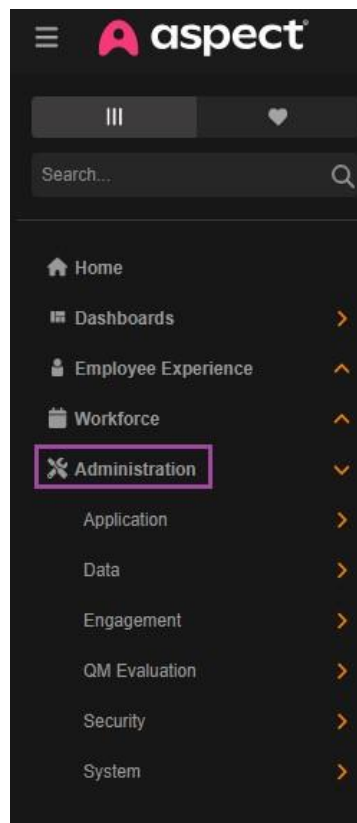 aspect
Search...
Home
Dashboards
Employee Experience
Workforce
Administration
Application
Data
Engagement
QM Evaluation
Security
System